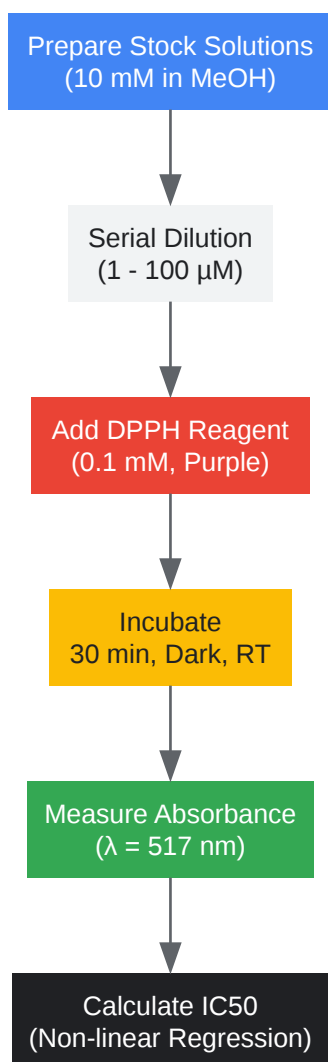 Prepare Stock Solutions
(10 mM in MeOH)
Serial Dilution
(1 - 100 µM)
Add DPPH Reagent
(0.1 mM, Purple)
Incubate
30 min, Dark, RT
Measure Absorbance
(λ = 517 nm)
Calculate IC50
(Non-linear Regression)